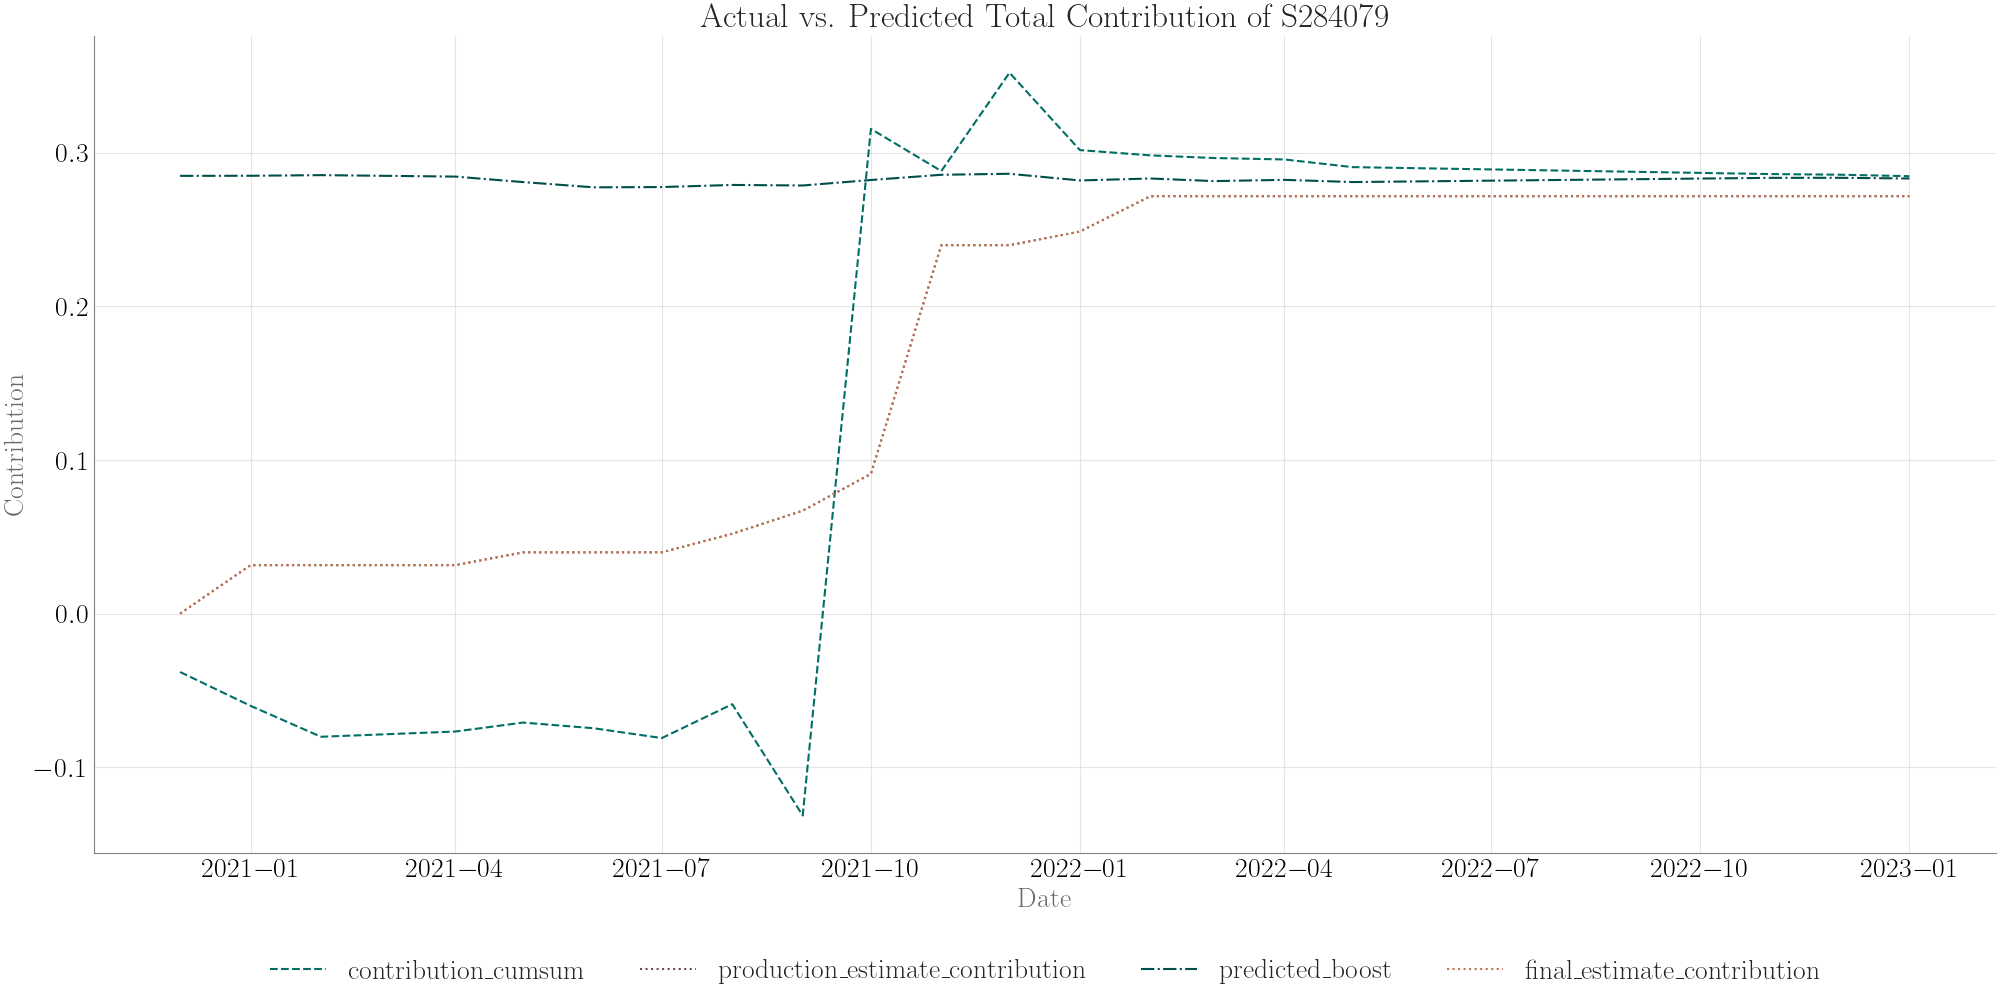 Actual vs. Predicted Total Contribution of S284079
Contribution
0.3
0.2
0.1
0.0
−0.1
2021−01 2021−04 2021−07 2021−10 2022−01 2022−04 2022−07 2022−10 2023−01
Date
contribution_cumsum production_estimate_contribution predicted_boost final_estimate_contribution